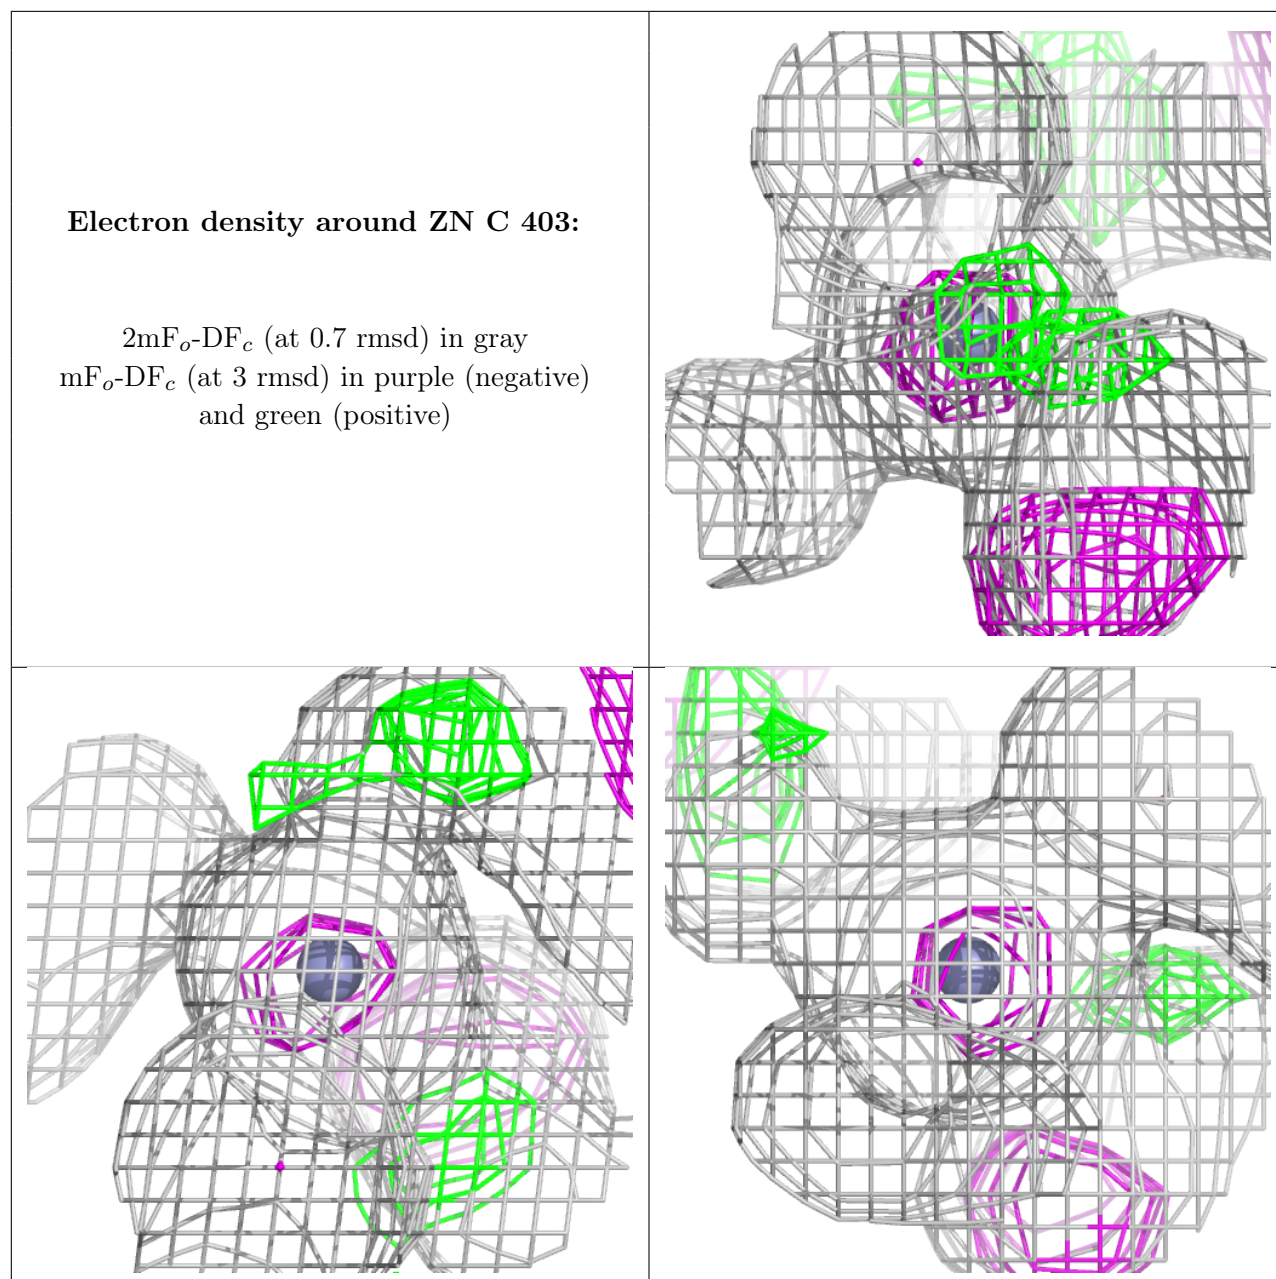 Electron density around ZN C 403:
2mFo-DFc (at 0.7 rmsd) in gray
mFo-DFc (at 3 rmsd) in purple (negative)
and green (positive)